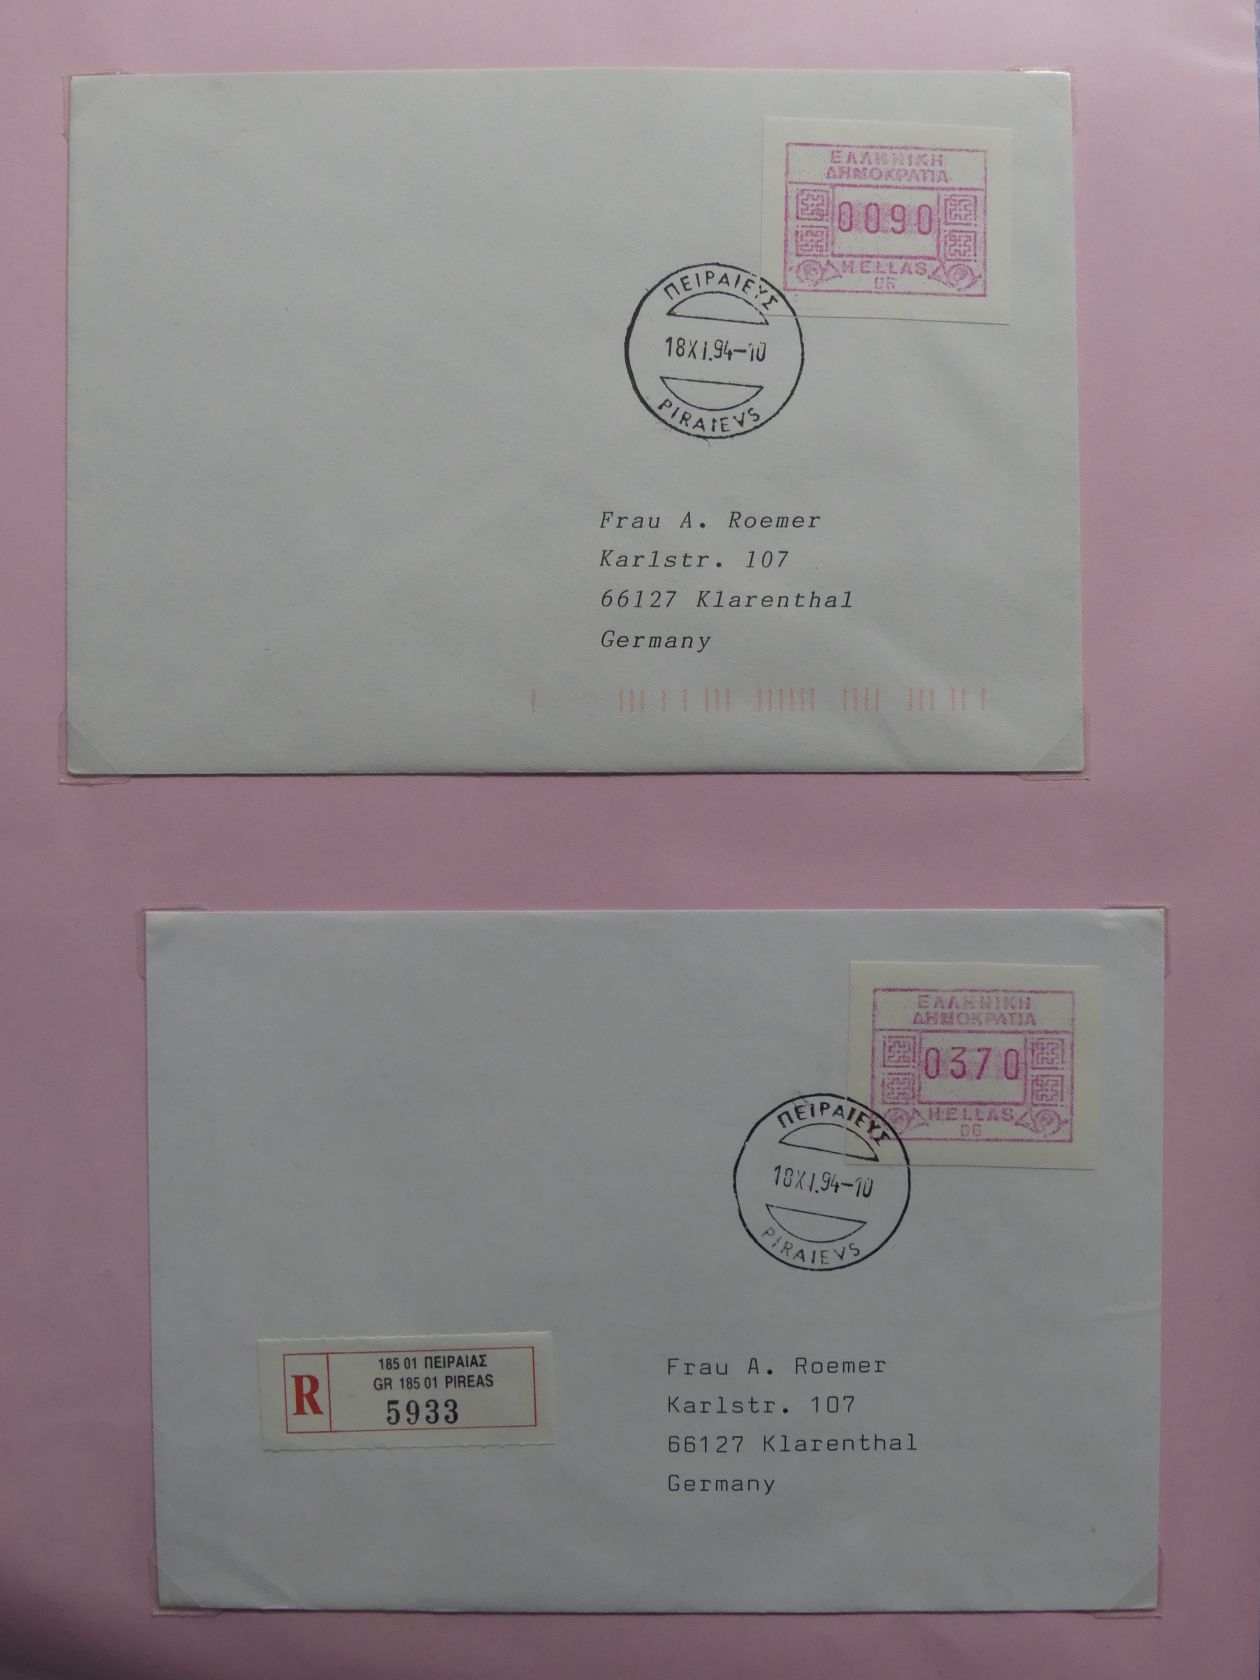 ΕΛΛΗΝΙΚΗ
ΔΗΜΟΚΡΑΤΙΑ
0090
HELLAS
06
ΠΕΙΡΑΙΕΥΣ
18XI.94-10
PIRAIEVS
Frau A. Roemer
Karlstr. 107
66127 Klarenthal
Germany
ΕΛΛΗΝΙΚΗ
ΔΗΜΟΚΡΑΤΙΑ
0370
HELLAS
06
ΠΕΙΡΑΙΕΥΣ
18XI.94-10
PIRAIEVS
R
185 01 ΠΕΙΡΑΙΑΣ
GR 185 01 PIREAS
5933
Frau A. Roemer
Karlstr. 107
66127 Klarenthal
Germany